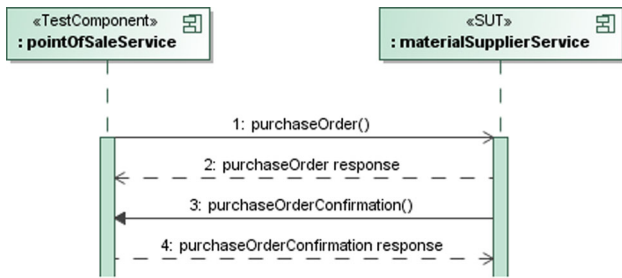 «TestComponent»
: pointOfSaleService
«SUT»
: materialSupplierService
1: purchaseOrder()
2: purchaseOrder response
3: purchaseOrderConfirmation()
4: purchaseOrderConfirmation response